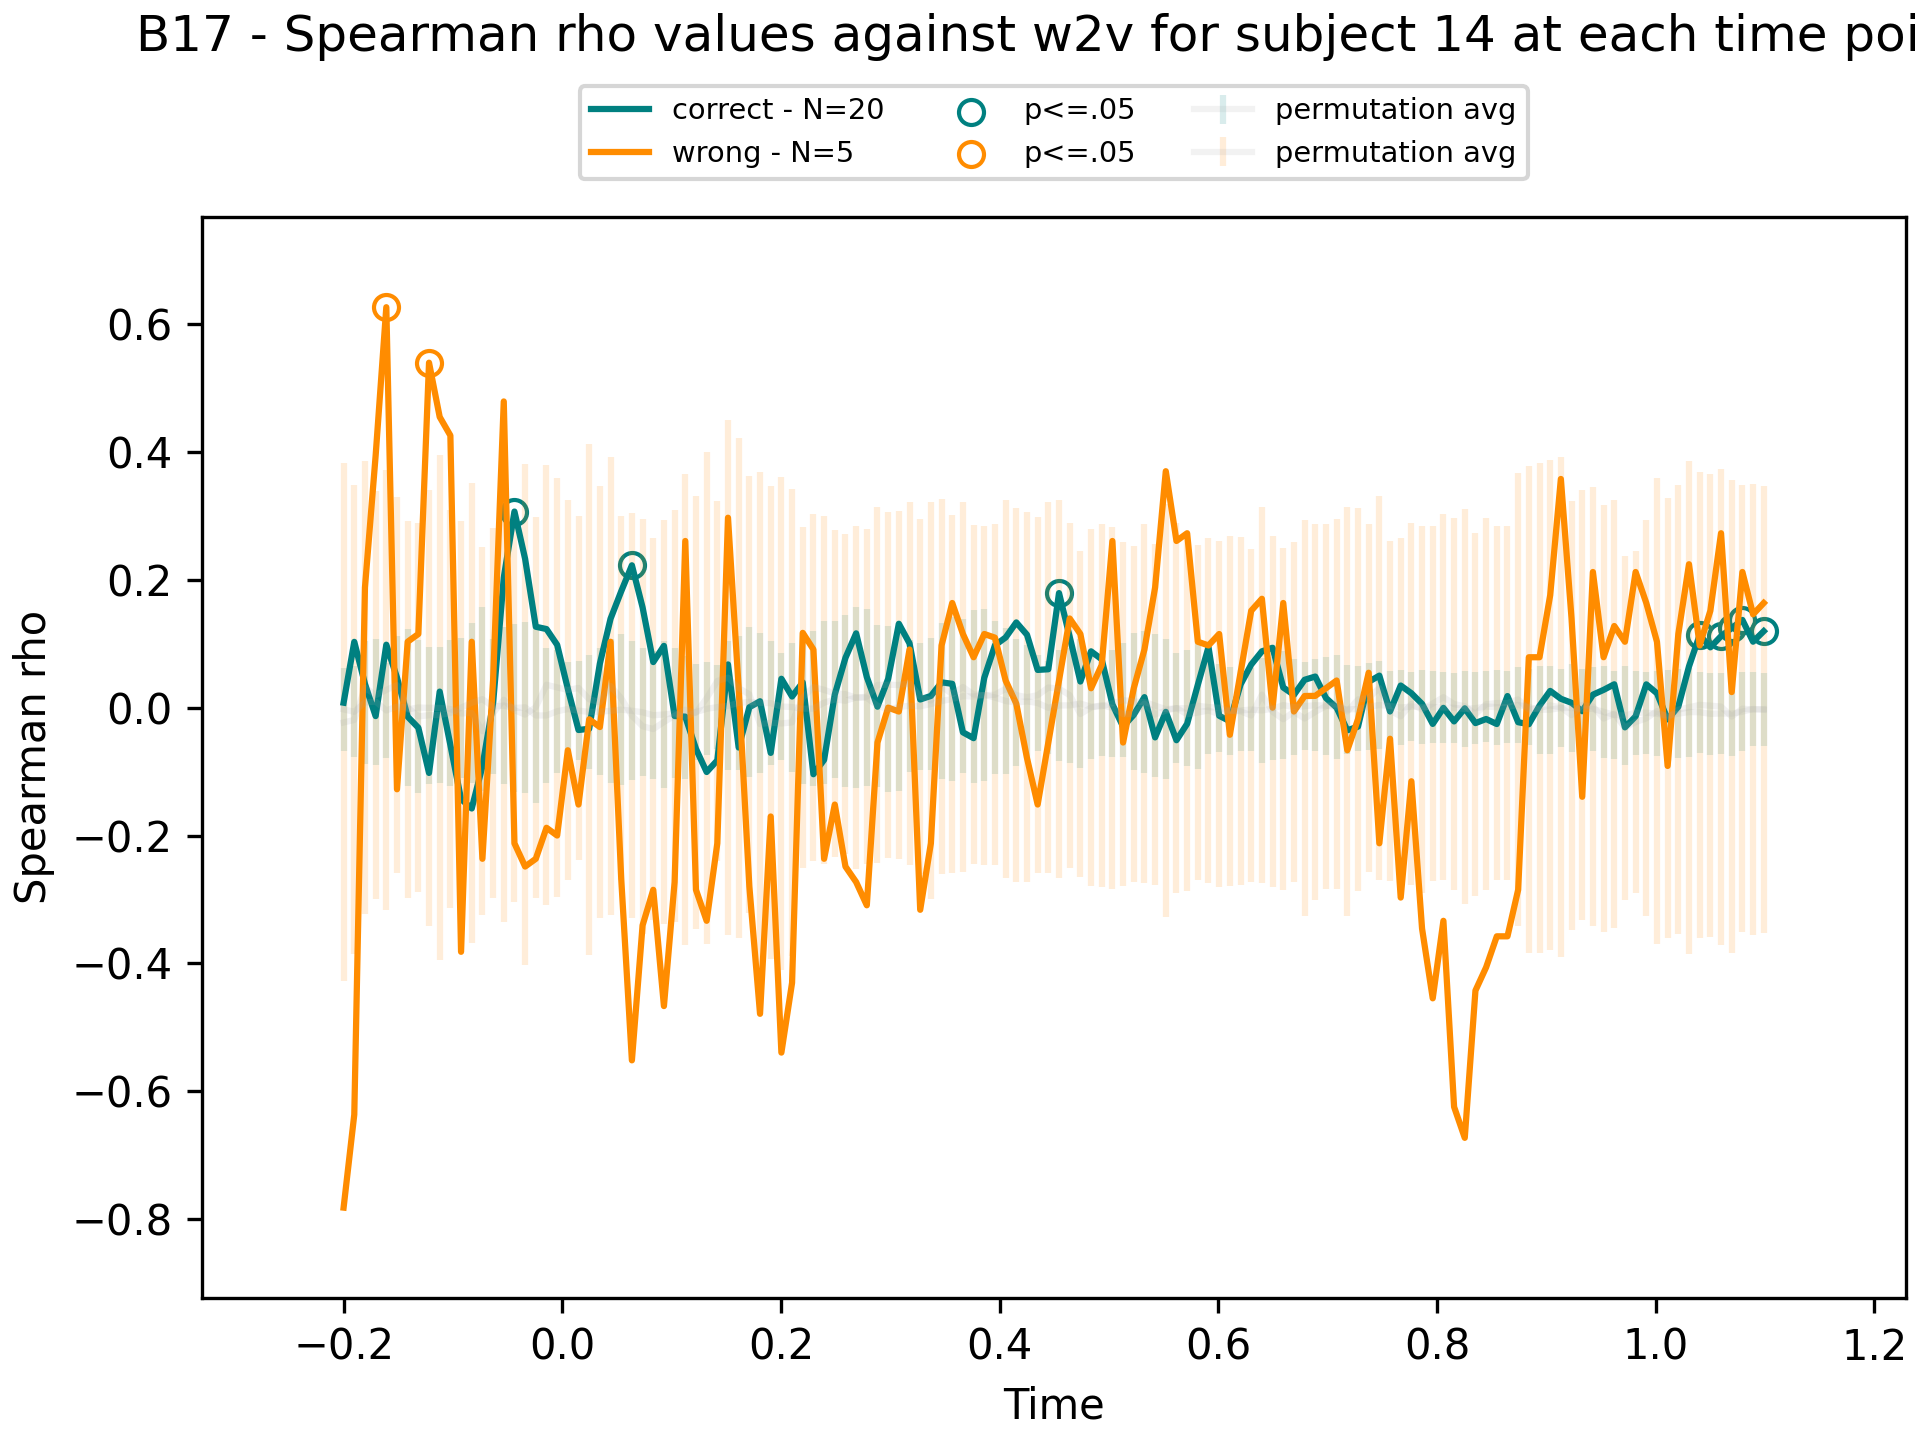 B17 - Spearman rho values against w2v for subject 14 at each time poi
correct - N=20
wrong - N=5
p<=.05
p<=.05
permutation avg
permutation avg
Spearman rho
0.6
0.4
0.2
0.0
−0.2
−0.4
−0.6
−0.8
−0.2
0.0
0.2
0.4
0.6
0.8
1.0
1.2
Time